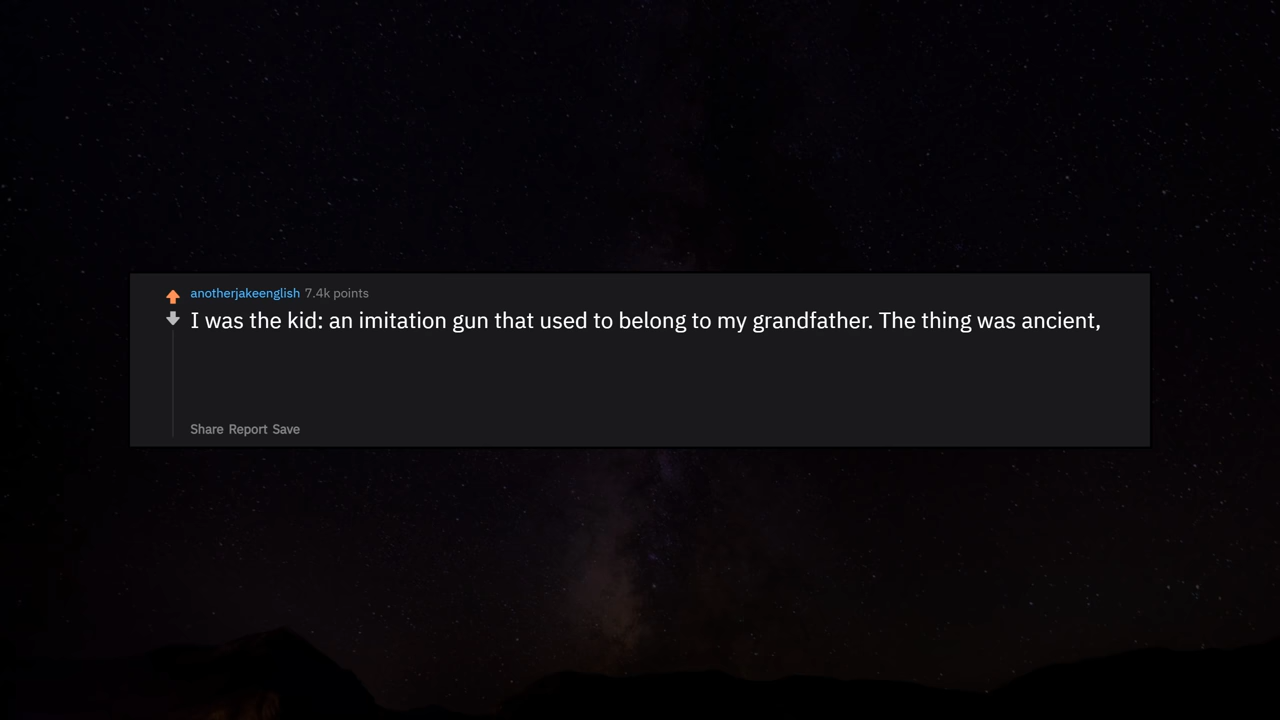 anotherjakeenglish 7.4k points
I was the kid: an imitation gun that used to belong to my grandfather. The thing was ancient,
Share Report Save